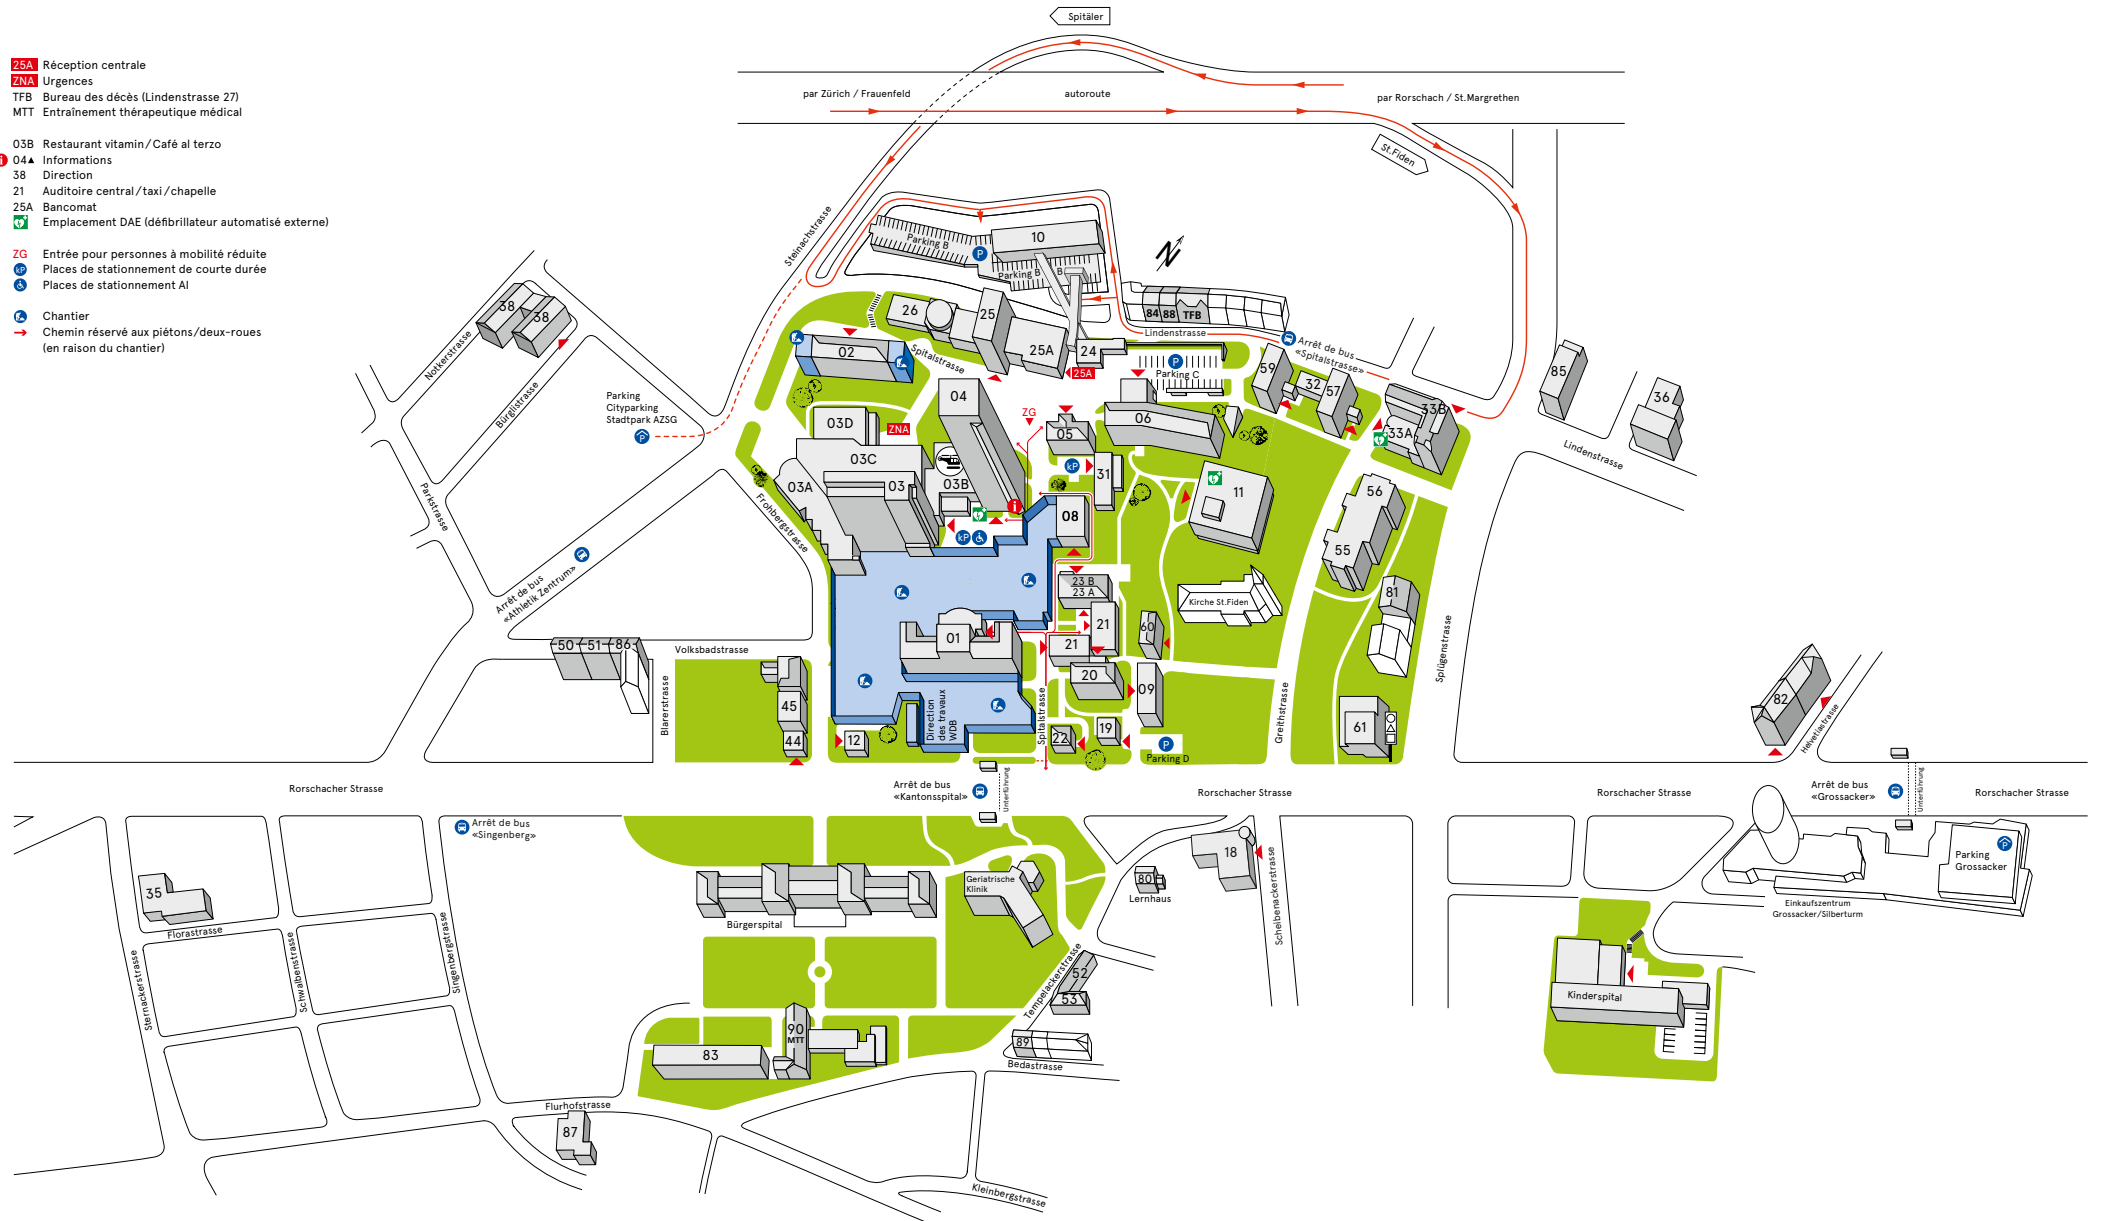 Spitäler
25A Réception centrale
ZNA Urgences
TFB Bureau des décès (Lindenstrasse 27)
MTT Entraînement thérapeutique médical
03B Restaurant vitamin/Café al terzo
i 04▲ Informations
38 Direction
21 Auditoire central/taxi/chapelle
25A Bancomat
Emplacement DAE (défibrillateur automatisé externe)
ZG Entrée pour personnes à mobilité réduite
kP Places de stationnement de courte durée
Places de stationnement AI
Chantier
Chemin réservé aux piétons/deux-roues
(en raison du chantier)
par Zürich / Frauenfeld
autoroute
par Rorschach / St.Margrethen
St.Fiden
Steinachstrasse
Parking B
P
10
Parking B
B
N
26
25
25A
24
25A
84 88 TFB
Lindenstrasse
Arrêt de bus
«Spitalstrasse»
P
Parking C
38
38
Notkerstrasse
Bürglistrasse
Parking
Cityparking
Stadtpark AZSG
P
02
Spitalstrasse
04
03D
ZNA
03C
03A
03
03B
ZG
05
06
kP
31
59
32
57
33B
33A
85
36
Lindenstrasse
11
56
55
81
i
08
kP
Parkstrasse
Frohbergstrasse
Arrêt de bus
«Athletik Zentrum»
23 B
23 A
21
21
60
Kirche St.Fiden
01
20
09
50
51
86
Volksbadstrasse
Blarerstrasse
45
44
12
Direction
des travaux
WDB
Spitalstrasse
22
19
P
Parking D
Greithstrasse
61
Splügenstrasse
82
Helvetiastrasse
Rorschacher Strasse
Arrêt de bus
«Kantonsspital»
Unterführung
Rorschacher Strasse
Rorschacher Strasse
Arrêt de bus
«Grossacker»
Unterführung
Rorschacher Strasse
Arrêt de bus
«Singenberg»
35
Florastrasse
Sternackerstrasse
Schwalbenstrasse
Singenbergstrasse
Bürgerspital
Geriatrische
Klinik
80
Lernhaus
18
Scheibenackerstrasse
P
Parking
Grossacker
Einkaufszentrum
Grossacker/Silberturm
Kinderspital
Tempelackerstrasse
52
53
89
Bedastrasse
83
90
MTT
Flurhofstrasse
87
Kleinbergstrasse